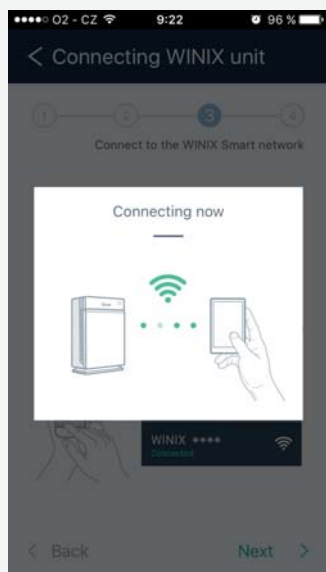 ●●●●○ O2 - CZ 9:22 96 %
< Connecting WINIX unit
1 2 3 4
Connect to the WINIX Smart network
Connecting now
WINIX ****
Connected
< Back Next >